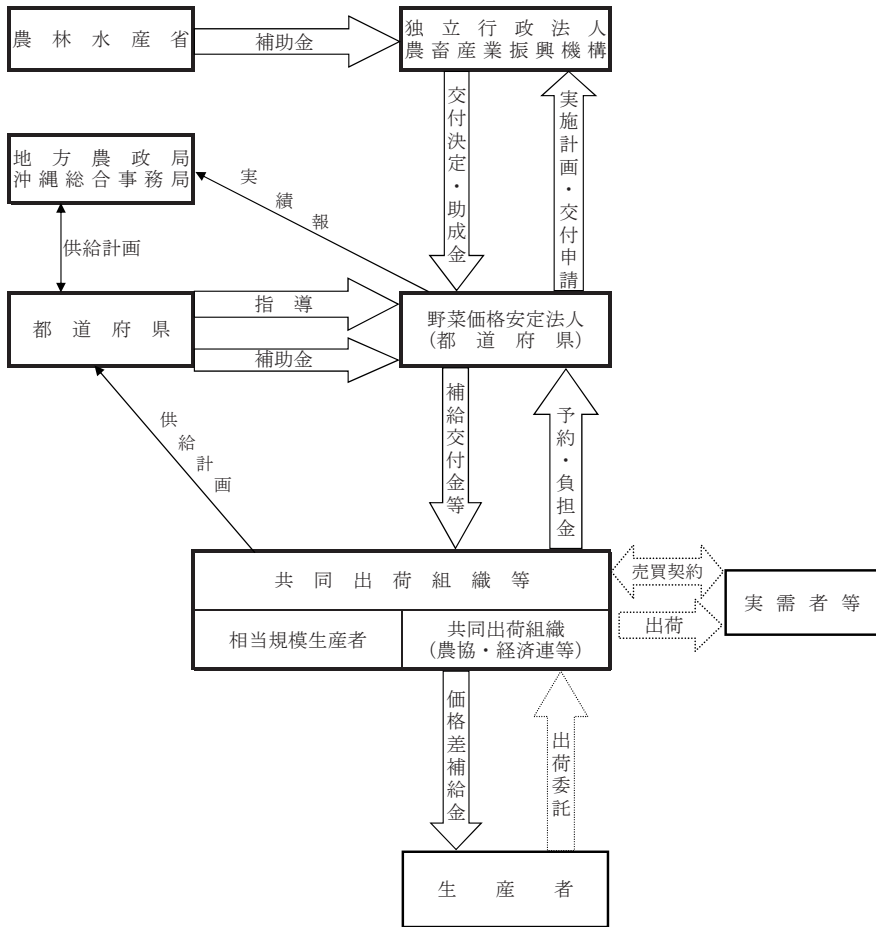 農林水産省
補助金
独立行政法人
農畜産業振興機構
交付決定・助成金
実施計画・交付申請
地方農政局
沖縄総合事務局
実績報
供給計画
都道府県
指導
補助金
野菜価格安定法人
(都道府県)
供給計画
補給交付金等
予約・負担金
共同出荷組織等
相当規模生産者
共同出荷組織
(農協・経済連等)
売買契約
出荷
実需者等
価格差補給金
出荷委託
生産者